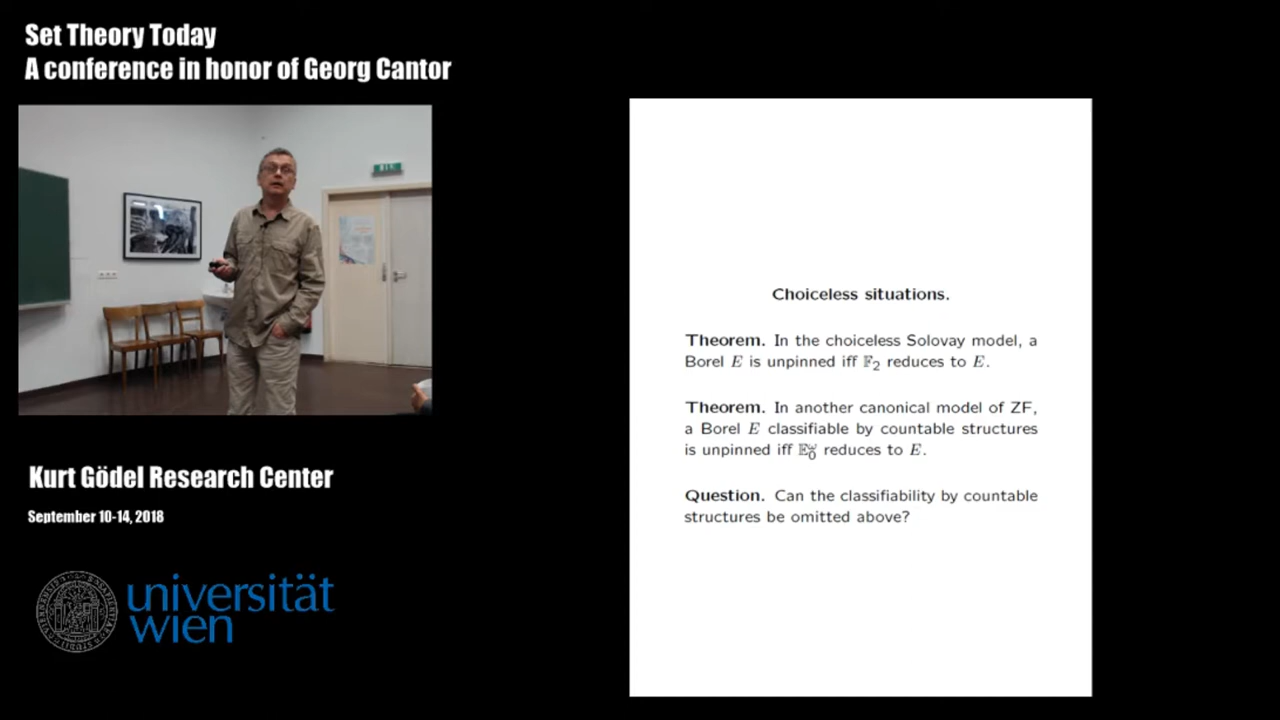 Set Theory Today
A conference in honor of Georg Cantor
Choiceless situations.
Theorem. In the choiceless Solovay model, a
Borel E is unpinned iff 𝔽₂ reduces to E.
Theorem. In another canonical model of ZF,
a Borel E classifiable by countable structures
is unpinned iff 𝔼₀^ω reduces to E.
Question. Can the classifiability by countable
structures be omitted above?
Kurt Gödel Research Center
September 10-14, 2018
universität
wien